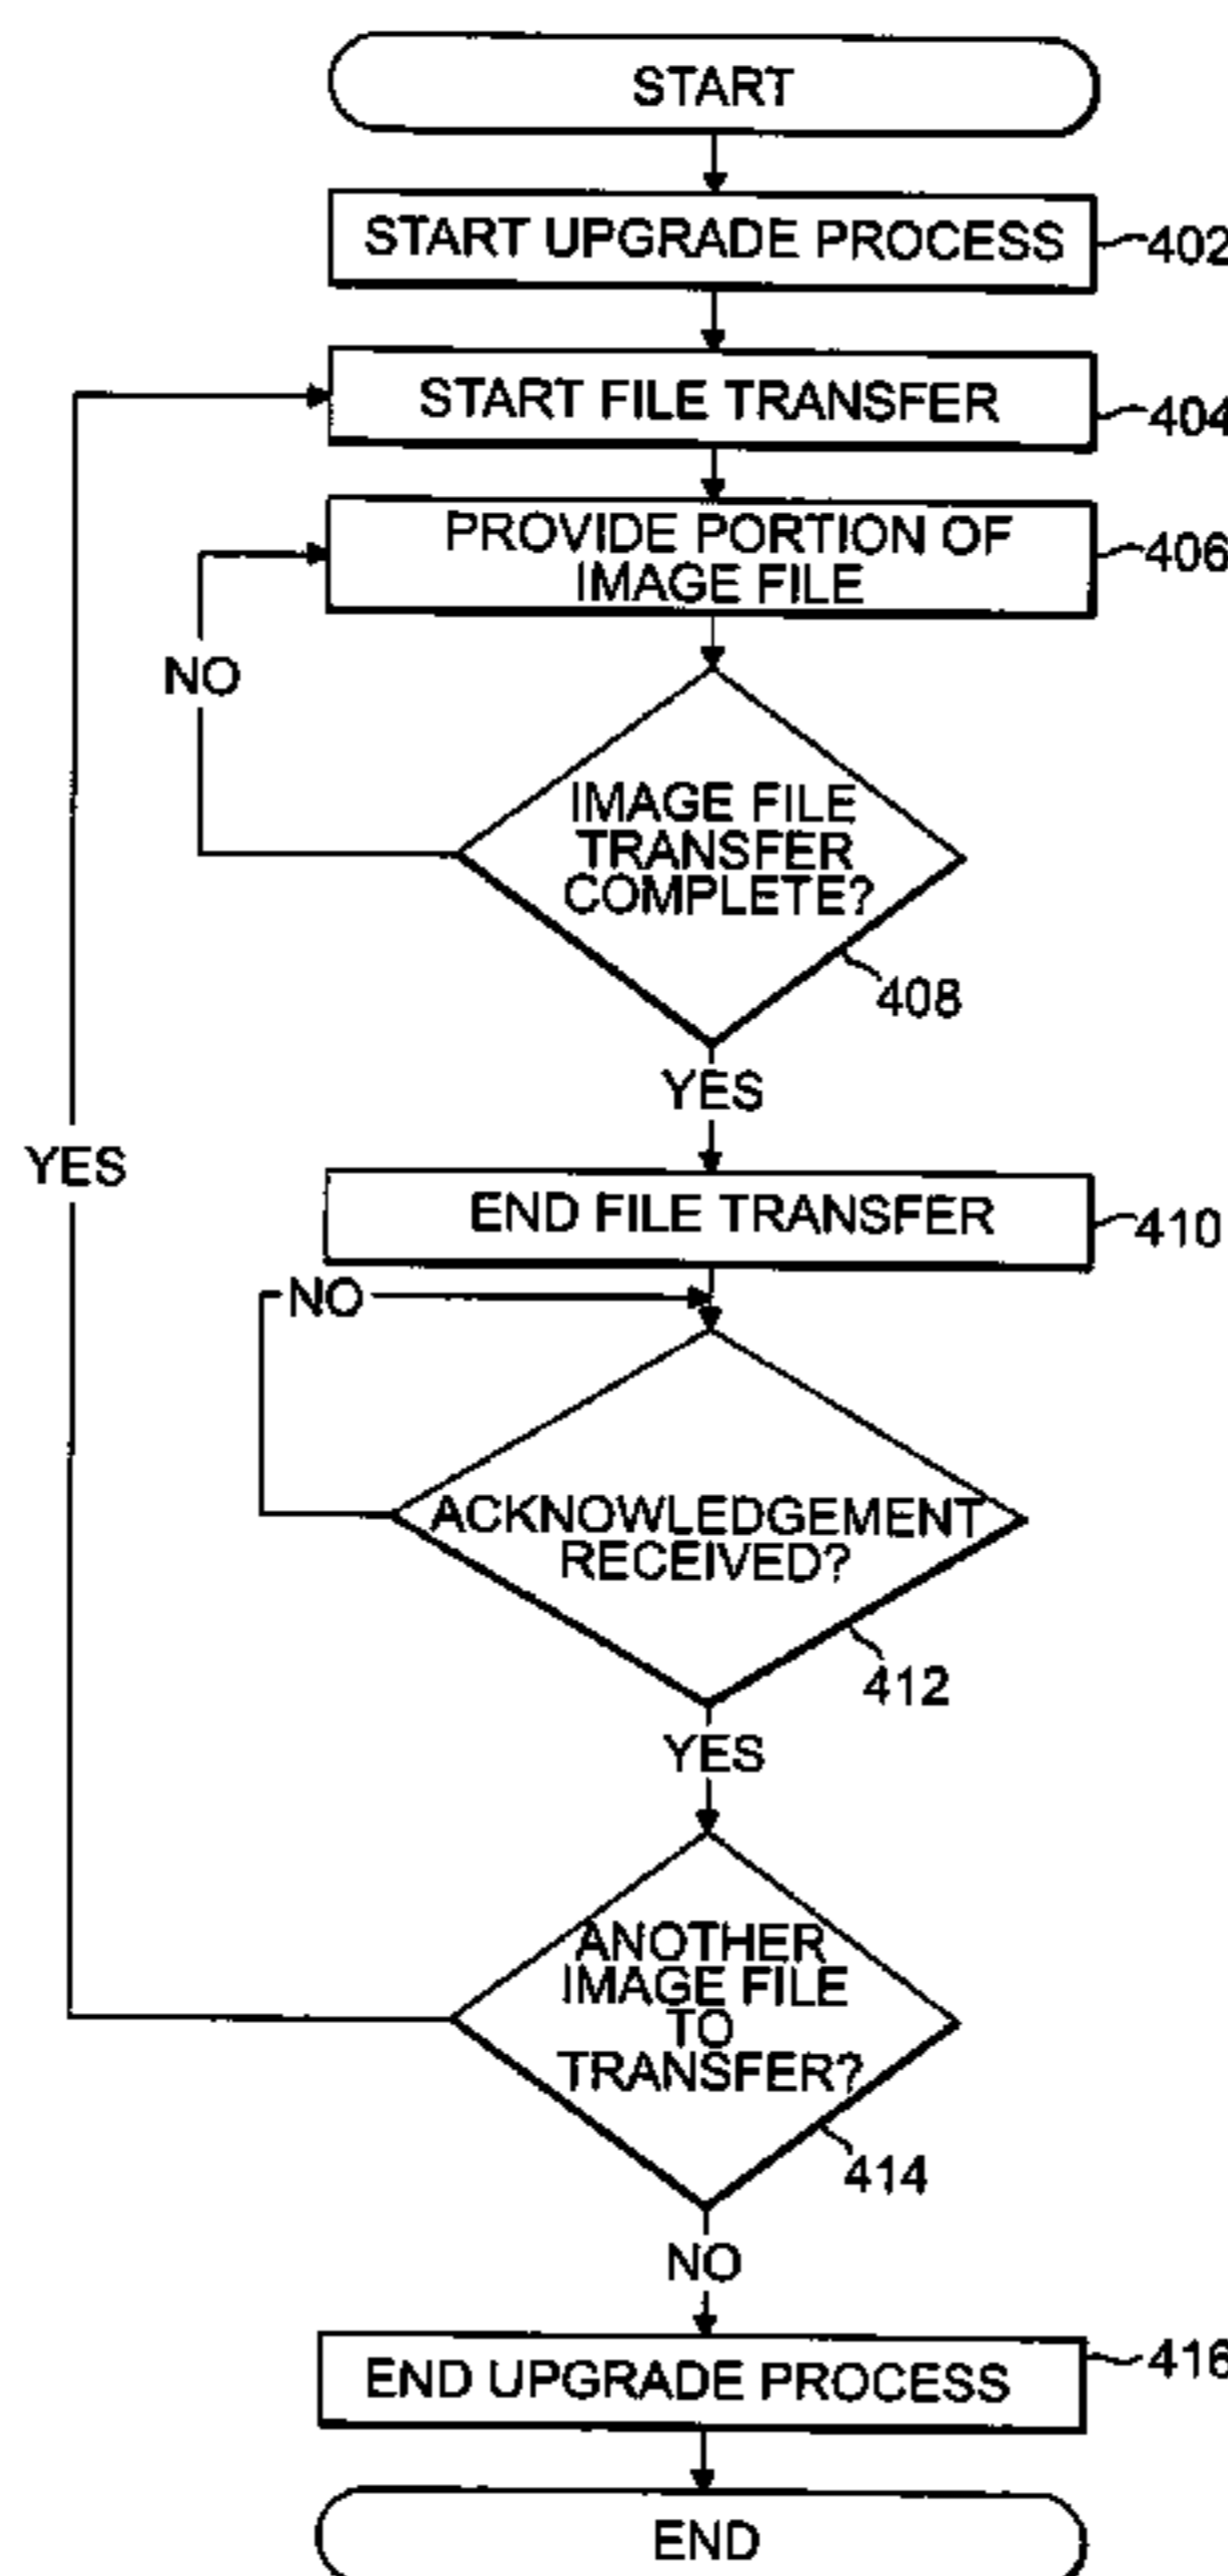 START
START UPGRADE PROCESS
402
START FILE TRANSFER
404
PROVIDE PORTION OF
IMAGE FILE
406
NO
IMAGE FILE
TRANSFER
COMPLETE?
408
YES
YES
END FILE TRANSFER
410
NO
ACKNOWLEDGEMENT
RECEIVED?
412
YES
ANOTHER
IMAGE FILE
TO
TRANSFER?
414
NO
END UPGRADE PROCESS
416
END